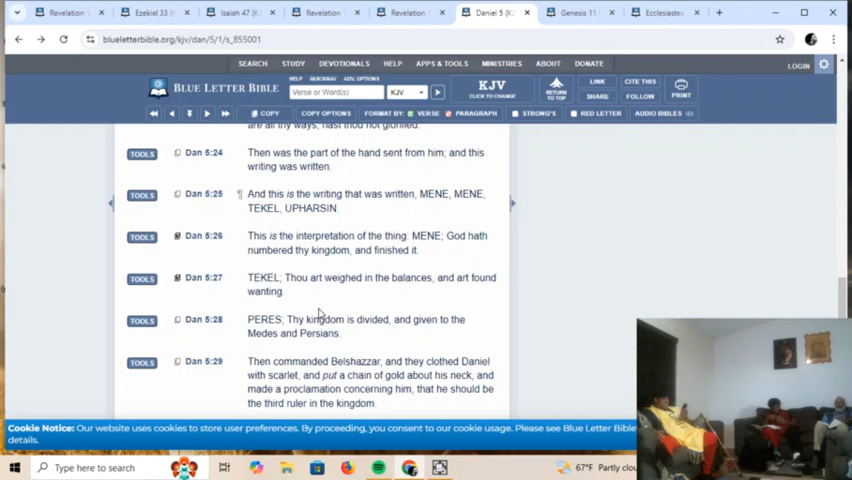 Revelation 1
Ezekiel 33 (
Isaiah 47 (K
Revelation 1
Revelation
Daniel 5 (K
Genesis 11
Ecclesiastes
blueletterbible.org/kjv/dan/5/1/s_855001
SEARCH STUDY DEVOTIONALS HELP APPS & TOOLS MINISTRIES ABOUT DONATE
LOGIN
BLUE LETTER BIBLE
HELP QUICKNAV ADV. OPTIONS
Verse or Word(s)
KJV
KJV
CLICK TO CHANGE
RETURN TO TOP
LINK
SHARE
CITE THIS
FOLLOW
PRINT
COPY COPY OPTIONS FORMAT BY: VERSE PARAGRAPH STRONG'S RED LETTER AUDIO BIBLES
are all thy ways, hast thou not glorified:
TOOLS Dan 5:24 Then was the part of the hand sent from him; and this
writing was written.
TOOLS Dan 5:25 ¶ And this is the writing that was written, MENE, MENE,
TEKEL, UPHARSIN.
TOOLS Dan 5:26 This is the interpretation of the thing: MENE; God hath
numbered thy kingdom, and finished it.
TOOLS Dan 5:27 TEKEL; Thou art weighed in the balances, and art found
wanting.
TOOLS Dan 5:28 PERES; Thy kingdom is divided, and given to the
Medes and Persians.
TOOLS Dan 5:29 Then commanded Belshazzar, and they clothed Daniel
with scarlet, and put a chain of gold about his neck, and
made a proclamation concerning him, that he should be
the third ruler in the kingdom.
Cookie Notice: Our website uses cookies to store user preferences. By proceeding, you consent to our cookie usage. Please see Blue Letter Bible
details.
Type here to search
67°F Partly clou